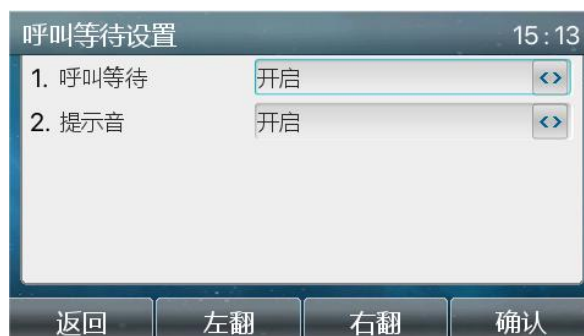 呼叫等待设置 15:13
1. 呼叫等待 开启
2. 提示音 开启
返回 左翻 右翻 确认